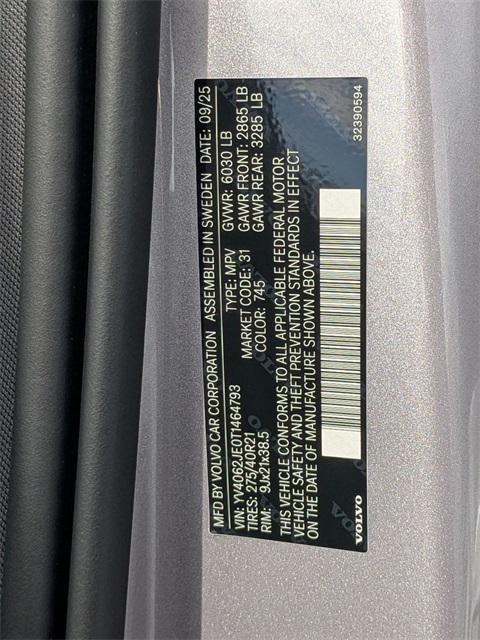 MFD BY VOLVO CAR CORPORATION ASSEMBLED IN SWEDEN DATE: 09/25
VIN: YV4062JE0T1464793 TYPE: MPV GVWR: 6030 LB
TIRES: 275/40R21 MARKET CODE: 31 GAWR FRONT: 2865 LB
RIM: 9Jx21x38.5 COLOR: 745 GAWR REAR: 3285 LB
THIS VEHICLE CONFORMS TO ALL APPLICABLE FEDERAL MOTOR
VEHICLE SAFETY AND THEFT PREVENTION STANDARDS IN EFFECT
ON THE DATE OF MANUFACTURE SHOWN ABOVE.
VOLVO 32390594